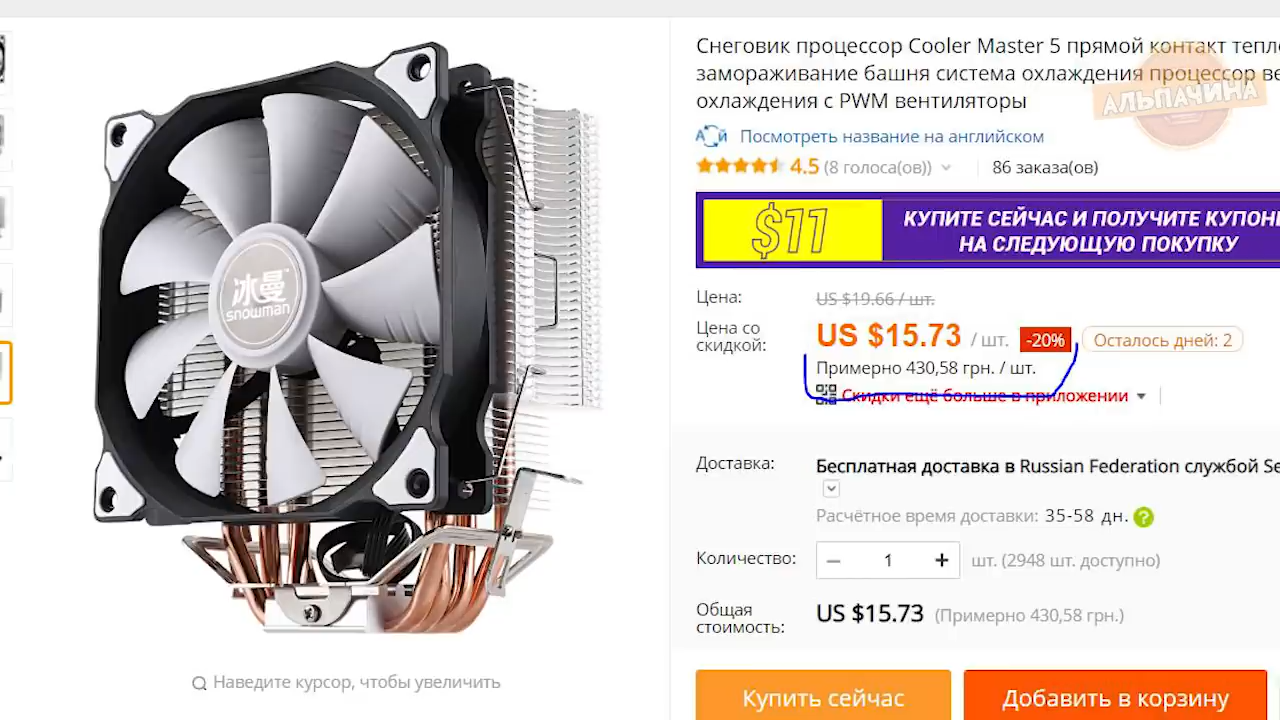 Снеговик процессор Cooler Master 5 прямой контакт
замораживание башня система охлаждения процессор
охлаждения с PWM вентиляторы
АЛЬПАЧИНА
Посмотреть название на английском
4.5 (8 голоса(ов)) 86 заказа(ов)
$11
КУПИТЕ СЕЙЧАС И ПОЛУЧИТЕ
НА СЛЕДУЮЩУЮ ПОКУПКУ
Цена: US $19.66 / шт.
Цена со скидкой: US $15.73 / шт. -20% Осталось дней: 2
Примерно 430,58 грн. / шт.
Скидки ещё больше в приложении
Доставка: Бесплатная доставка в Russian Federation службой
Расчётное время доставки: 35-58 дн. ?
Количество: − 1 + шт. (2948 шт. доступно)
Общая стоимость: US $15.73 (Примерно 430,58 грн.)
Купить сейчас Добавить в корзину
冰曼
snowman
Наведите курсор, чтобы увеличить